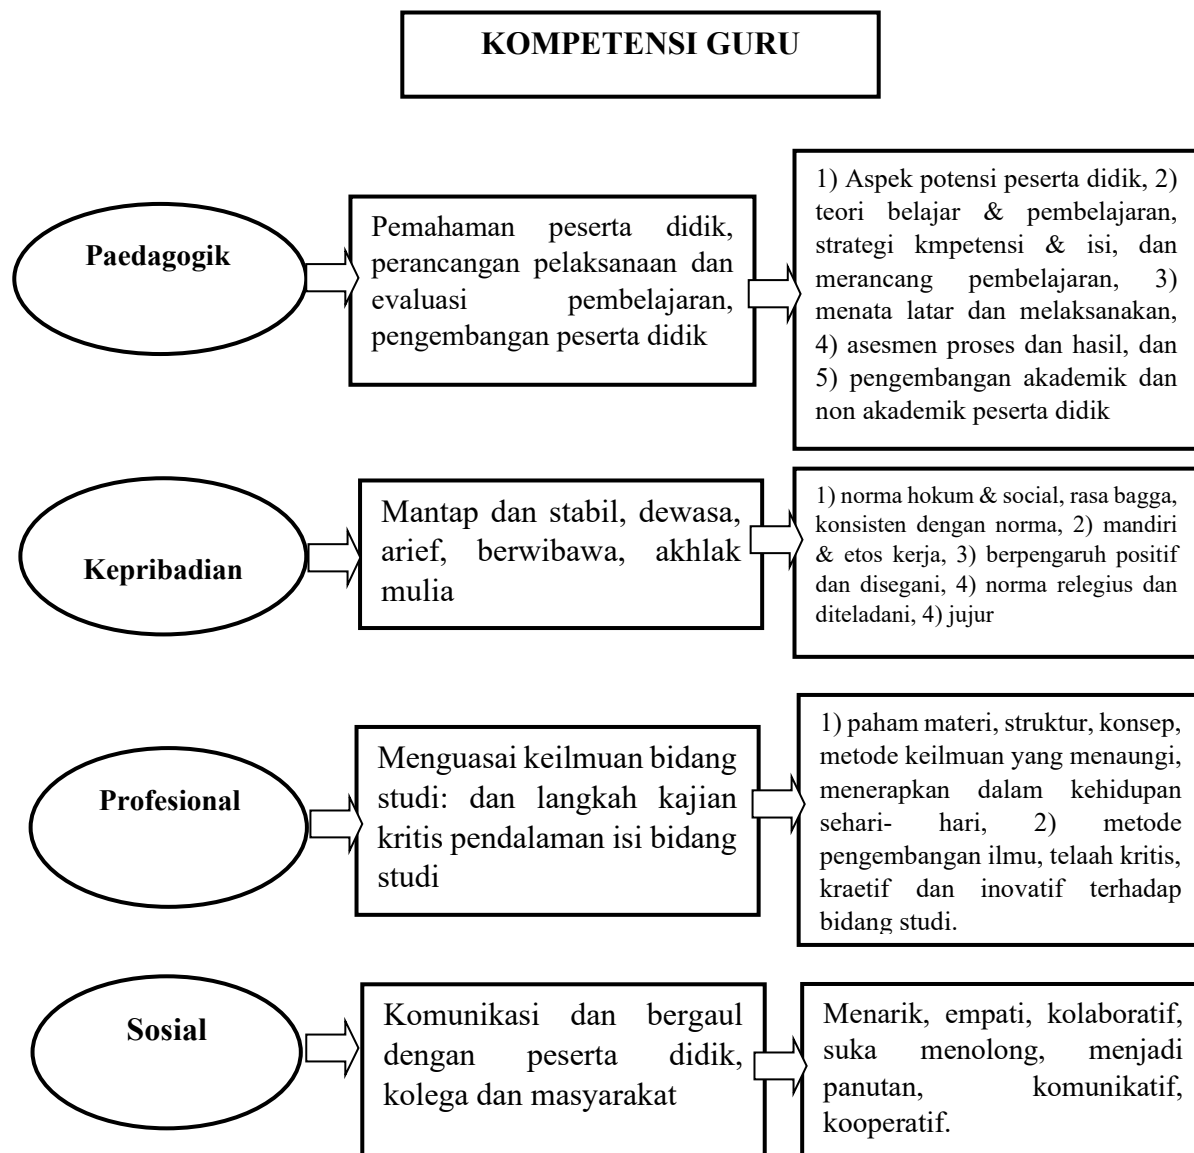 KOMPETENSI GURU
Paedagogik
Pemahaman peserta didik,
perancangan pelaksanaan dan
evaluasi pembelajaran,
pengembangan peserta didik
1) Aspek potensi peserta didik, 2)
teori belajar & pembelajaran,
strategi kmpetensi & isi, dan
merancang pembelajaran, 3)
menata latar dan melaksanakan,
4) asesmen proses dan hasil, dan
5) pengembangan akademik dan
non akademik peserta didik
Kepribadian
Mantap dan stabil, dewasa,
arief, berwibawa, akhlak
mulia
1) norma hokum & social, rasa bagga,
konsisten dengan norma, 2) mandiri
& etos kerja, 3) berpengaruh positif
dan disegani, 4) norma relegius dan
diteladani, 4) jujur
Profesional
Menguasai keilmuan bidang
studi: dan langkah kajian
kritis pendalaman isi bidang
studi
1) paham materi, struktur, konsep,
metode keilmuan yang menaungi,
menerapkan dalam kehidupan
sehari- hari, 2) metode
pengembangan ilmu, telaah kritis,
kraetif dan inovatif terhadap
bidang studi.
Sosial
Komunikasi dan bergaul
dengan peserta didik,
kolega dan masyarakat
Menarik, empati, kolaboratif,
suka menolong, menjadi
panutan, komunikatif,
kooperatif.